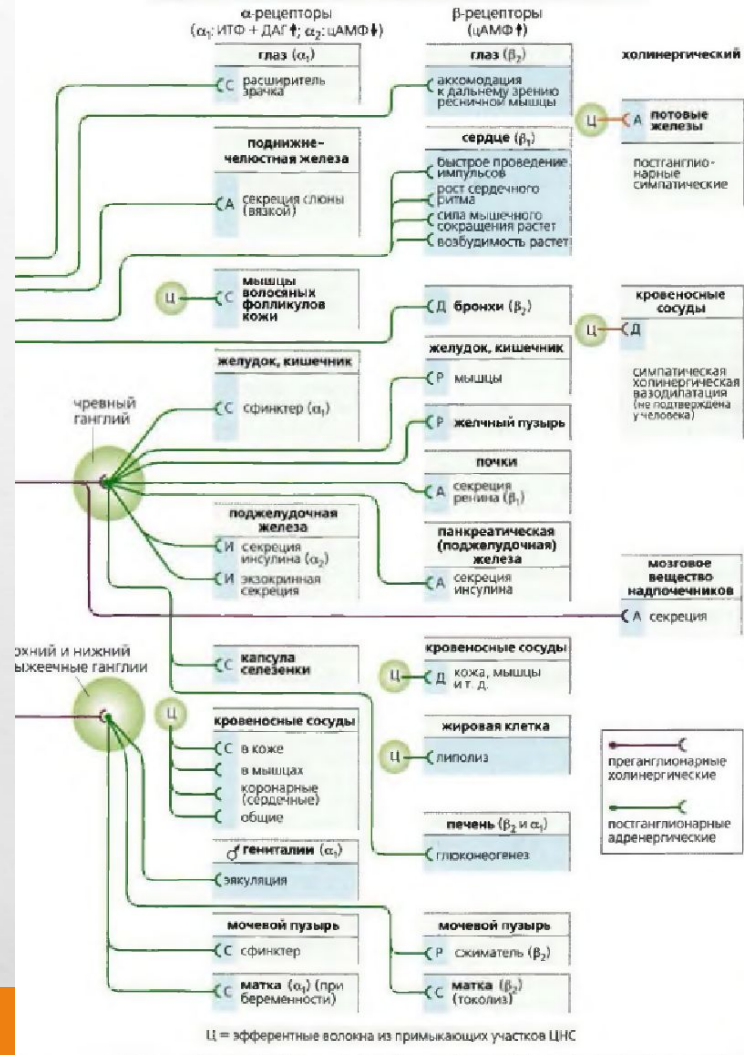 α-рецепторы
(α₁: ИТФ + ДАГ↑; α₂: цАМФ↓)
глаз (α₁)
С расширитель
зрачка
поднижне-
челюстная железа
А секреция слюны
(вязкой)
Ц
С мышцы
волосяных
фолликулов
кожи
желудок, кишечник
С сфинктер (α₁)
чревный
ганглий
поджелудочная
железа
И секреция
инсулина (α₂)
И экзокринная
секреция
С капсула
селезенки
рхний и нижний
ыжеечные ганглии
Ц
кровеносные сосуды
С в коже
С в мышцах
С коронарные
(сердечные)
С общие
♂ гениталии (α₁)
эякуляция
мочевой пузырь
С сфинктер
С матка (α₁) (при
беременности)
β-рецепторы
(цАМФ↑)
глаз (β₂)
аккомодация
к дальнему зрению
ресничной мышцы
сердце (β₁)
быстрое проведение
импульсов
рост сердечного
ритма
сила мышечного
сокращения растет
возбудимость растет
Д бронхи (β₂)
желудок, кишечник
Р мышцы
Р желчный пузырь
почки
А секреция
ренина (β₁)
панкреатическая
(поджелудочная)
железа
А секреция
инсулина
кровеносные сосуды
Ц
Д кожа, мышцы
и т. д.
жировая клетка
Ц
липолиз
печень (β₂ и α₁)
глюконеогенез
мочевой пузырь
Р сжиматель (β₂)
С матка (β₂)
(токолиз)
холинергический
Ц
А потовые
железы
постганглио-
нарные
симпатические
кровеносные
сосуды
Ц
Д
симпатическая
холинергическая
вазодилатация
(не подтверждена
у человека)
мозговое
вещество
надпочечников
А секреция
преганглионарные
холинергические
постганглионарные
адренергические
Ц = эфферентные волокна из примыкающих участков ЦНС